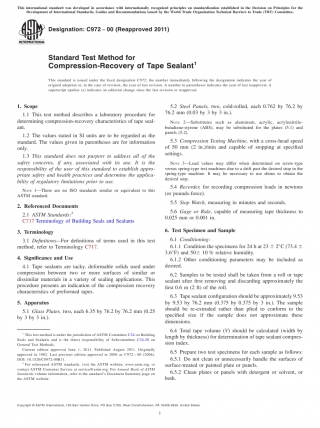 This international standard was developed in accordance with internationally recognized principles on standardization established in the Decision on Principles for the
Development of International Standards, Guides and Recommendations issued by the World Trade Organization Technical Barriers to Trade (TBT) Committee.
Designation: C972 − 00 (Reapproved 2011)
INTERNATIONAL
Standard Test Method for
Compression-Recovery of Tape Sealant1
This standard is issued under the fixed designation C972; the number immediately following the designation indicates the year of
original adoption or, in the case of revision, the year of last revision. A number in parentheses indicates the year of last reapproval. A
superscript epsilon (ε) indicates an editorial change since the last revision or reapproval.
1. Scope
1.1 This test method describes a laboratory procedure for
determining compression-recovery characteristics of tape seal-
ant.
1.2 The values stated in SI units are to be regarded as the
standard. The values given in parentheses are for information
only.
1.3 This standard does not purport to address all of the
safety concerns, if any, associated with its use. It is the
responsibility of the user of this standard to establish appro-
priate safety and health practices and determine the applica-
bility of regulatory limitations prior to use.
NOTE 1—There are no ISO standards similar or equivalent to this
ASTM standard.
2. Referenced Documents
2.1 ASTM Standards:2
C717 Terminology of Building Seals and Sealants
3. Terminology
3.1 Definitions—For definitions of terms used in this test
method, refer to Terminology C717.
4. Significance and Use
4.1 Tape sealants are tacky, deformable solids used under
compression between two or more surfaces of similar or
dissimilar materials in a variety of sealing applications. This
procedure presents an indication of the compression recovery
characteristics of preformed tapes.
5. Apparatus
5.1 Glass Plates, two, each 6.35 by 76.2 by 76.2 mm (0.25
by 3 by 3 in.).
1 This test method is under the jurisdiction of ASTM Committee C24 on Building
Seals and Sealants and is the direct responsibility of Subcommittee C24.20 on
General Test Methods.
Current edition approved June 1, 2011. Published August 2011. Originally
approved in 1982. Last previous edition approved in 2006 as C972 – 00 (2006).
DOI: 10.1520/C0972-00R11.
2 For referenced ASTM standards, visit the ASTM website, www.astm.org, or
contact ASTM Customer Service at service@astm.org. For Annual Book of ASTM
Standards volume information, refer to the standard's Document Summary page on
the ASTM website.
5.2 Steel Panels, two, cold-rolled, each 0.762 by 76.2 by
76.2 mm (0.03 by 3 by 3 in.).
NOTE 2—Substances such as aluminum, acrylic, acrylonitrile-
butadiene-styrene (ABS), may be substituted for the plates (5.1) and
panels (5.2).
5.3 Compression Testing Machine, with a cross-head speed
of 50 mm (2 in.)/min and capable of stopping at specified
settings.
NOTE 3—Load values may differ when determined on screw-type
versus spring-type test machines due to a drift past the desired stop in the
spring-type machine. It may be necessary to use shims to obtain the
desired stop.
5.4 Recorder, for recording compression loads in newtons
(or pounds-force).
5.5 Stop Watch, measuring in minutes and seconds.
5.6 Gage or Rule, capable of measuring tape thickness to
0.025 mm or 0.001 in.
6. Test Specimen and Sample
6.1 Conditioning:
6.1.1 Condition the specimens for 24 h at 23 ± 2°C (73.4 ±
3.6°F) and 50 ± 10 % relative humidity.
6.1.2 Other conditioning parameters may be included as
desired.
6.2 Samples to be tested shall be taken from a roll or tape
sealant after first removing and discarding approximately the
first 0.6 m (2 ft) of the roll.
6.3 Tape sealant configuration should be approximately 9.53
by 9.53 by 76.2 mm (0.375 by 0.375 by 3 in.). The sample
should be re-extruded rather than plied to conform to the
specified size if the sample does not approximate these
dimensions.
6.4 Total tape volume (V) should be calculated (width by
length by thickness) for determination of tape sealant compres-
sion index.
6.5 Prepare two test specimens for each sample as follows:
6.5.1 Do not clean or unnecessarily handle the surfaces of
surface-treated or painted plates or panels.
6.5.2 Clean plates or panels with detergent or solvent, or
both.
Copyright © ASTM International, 100 Barr Harbor Drive, PO Box C700, West Conshohocken, PA 19428-2959. United States
1